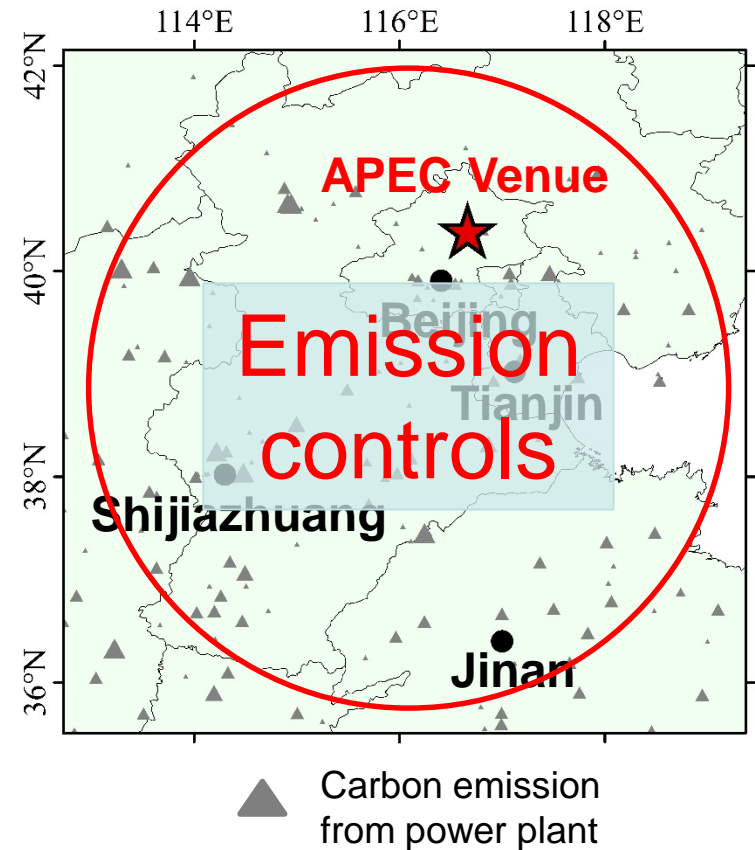 114°E 116°E 118°E
42°N
APEC Venue
40°N
Beijing
Emission
Tianjin
controls
38°N
Shijiazhuang
Jinan
36°N
Carbon emission
from power plant